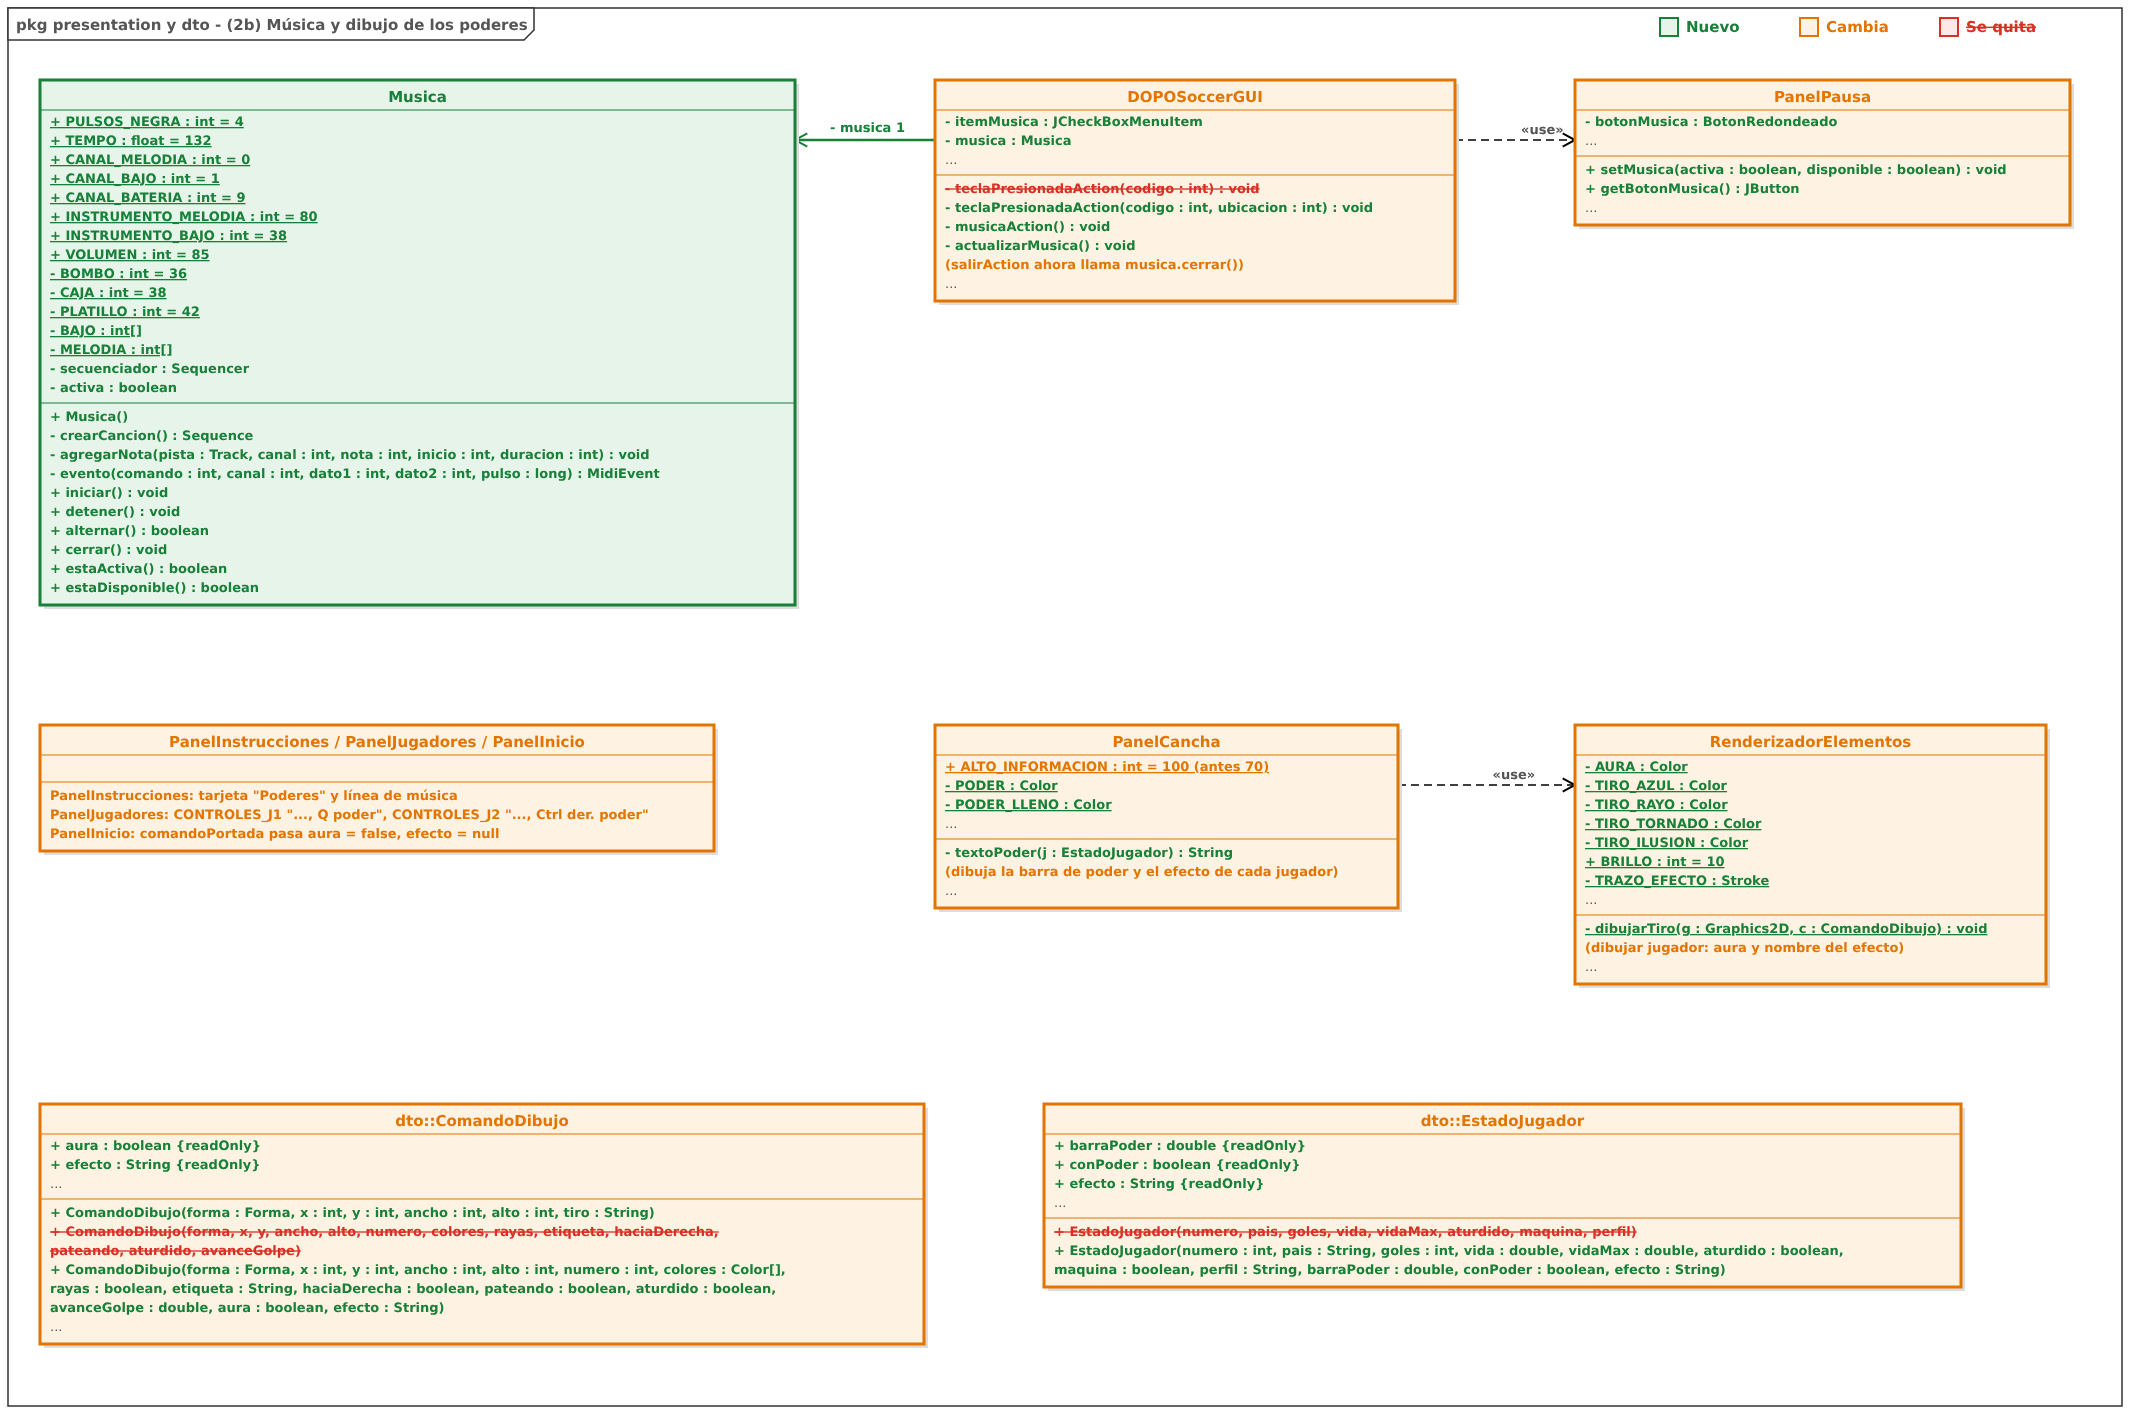 pkg presentation y dto - (2b) Música y dibujo de los poderes
Nuevo
Cambia
Se quita
Musica
+ PULSOS_NEGRA : int = 4
+ TEMPO : float = 132
+ CANAL_MELODIA : int = 0
+ CANAL_BAJO : int = 1
+ CANAL_BATERIA : int = 9
+ INSTRUMENTO_MELODIA : int = 80
+ INSTRUMENTO_BAJO : int = 38
+ VOLUMEN : int = 85
- BOMBO : int = 36
- CAJA : int = 38
- PLATILLO : int = 42
- BAJO : int[]
- MELODIA : int[]
- secuenciador : Sequencer
- activa : boolean
+ Musica()
- crearCancion() : Sequence
- agregarNota(pista : Track, canal : int, nota : int, inicio : int, duracion : int) : void
- evento(comando : int, canal : int, dato1 : int, dato2 : int, pulso : long) : MidiEvent
+ iniciar() : void
+ detener() : void
+ alternar() : boolean
+ cerrar() : void
+ estaActiva() : boolean
+ estaDisponible() : boolean
- musica 1
DOPOSoccerGUI
- itemMusica : JCheckBoxMenuItem
- musica : Musica
...
- teclaPresionadaAction(codigo : int) : void
- teclaPresionadaAction(codigo : int, ubicacion : int) : void
- musicaAction() : void
- actualizarMusica() : void
(salirAction ahora llama musica.cerrar())
...
«use»
PanelPausa
- botonMusica : BotonRedondeado
...
+ setMusica(activa : boolean, disponible : boolean) : void
+ getBotonMusica() : JButton
...
PanelInstrucciones / PanelJugadores / PanelInicio
PanelInstrucciones: tarjeta "Poderes" y línea de música
PanelJugadores: CONTROLES_J1 "..., Q poder", CONTROLES_J2 "..., Ctrl der. poder"
PanelInicio: comandoPortada pasa aura = false, efecto = null
PanelCancha
+ ALTO_INFORMACION : int = 100 (antes 70)
- PODER : Color
- PODER_LLENO : Color
...
- textoPoder(j : EstadoJugador) : String
(dibuja la barra de poder y el efecto de cada jugador)
...
«use»
RenderizadorElementos
- AURA : Color
- TIRO_AZUL : Color
- TIRO_RAYO : Color
- TIRO_TORNADO : Color
- TIRO_ILUSION : Color
+ BRILLO : int = 10
- TRAZO_EFECTO : Stroke
...
- dibujarTiro(g : Graphics2D, c : ComandoDibujo) : void
(dibujar jugador: aura y nombre del efecto)
...
dto::ComandoDibujo
+ aura : boolean {readOnly}
+ efecto : String {readOnly}
...
+ ComandoDibujo(forma : Forma, x : int, y : int, ancho : int, alto : int, tiro : String)
+ ComandoDibujo(forma, x, y, ancho, alto, numero, colores, rayas, etiqueta, haciaDerecha,
pateando, aturdido, avanceGolpe)
+ ComandoDibujo(forma : Forma, x : int, y : int, ancho : int, alto : int, numero : int, colores : Color[],
rayas : boolean, etiqueta : String, haciaDerecha : boolean, pateando : boolean, aturdido : boolean,
avanceGolpe : double, aura : boolean, efecto : String)
...
dto::EstadoJugador
+ barraPoder : double {readOnly}
+ conPoder : boolean {readOnly}
+ efecto : String {readOnly}
...
+ EstadoJugador(numero, pais, goles, vida, vidaMax, aturdido, maquina, perfil)
+ EstadoJugador(numero : int, pais : String, goles : int, vida : double, vidaMax : double, aturdido : boolean,
maquina : boolean, perfil : String, barraPoder : double, conPoder : boolean, efecto : String)